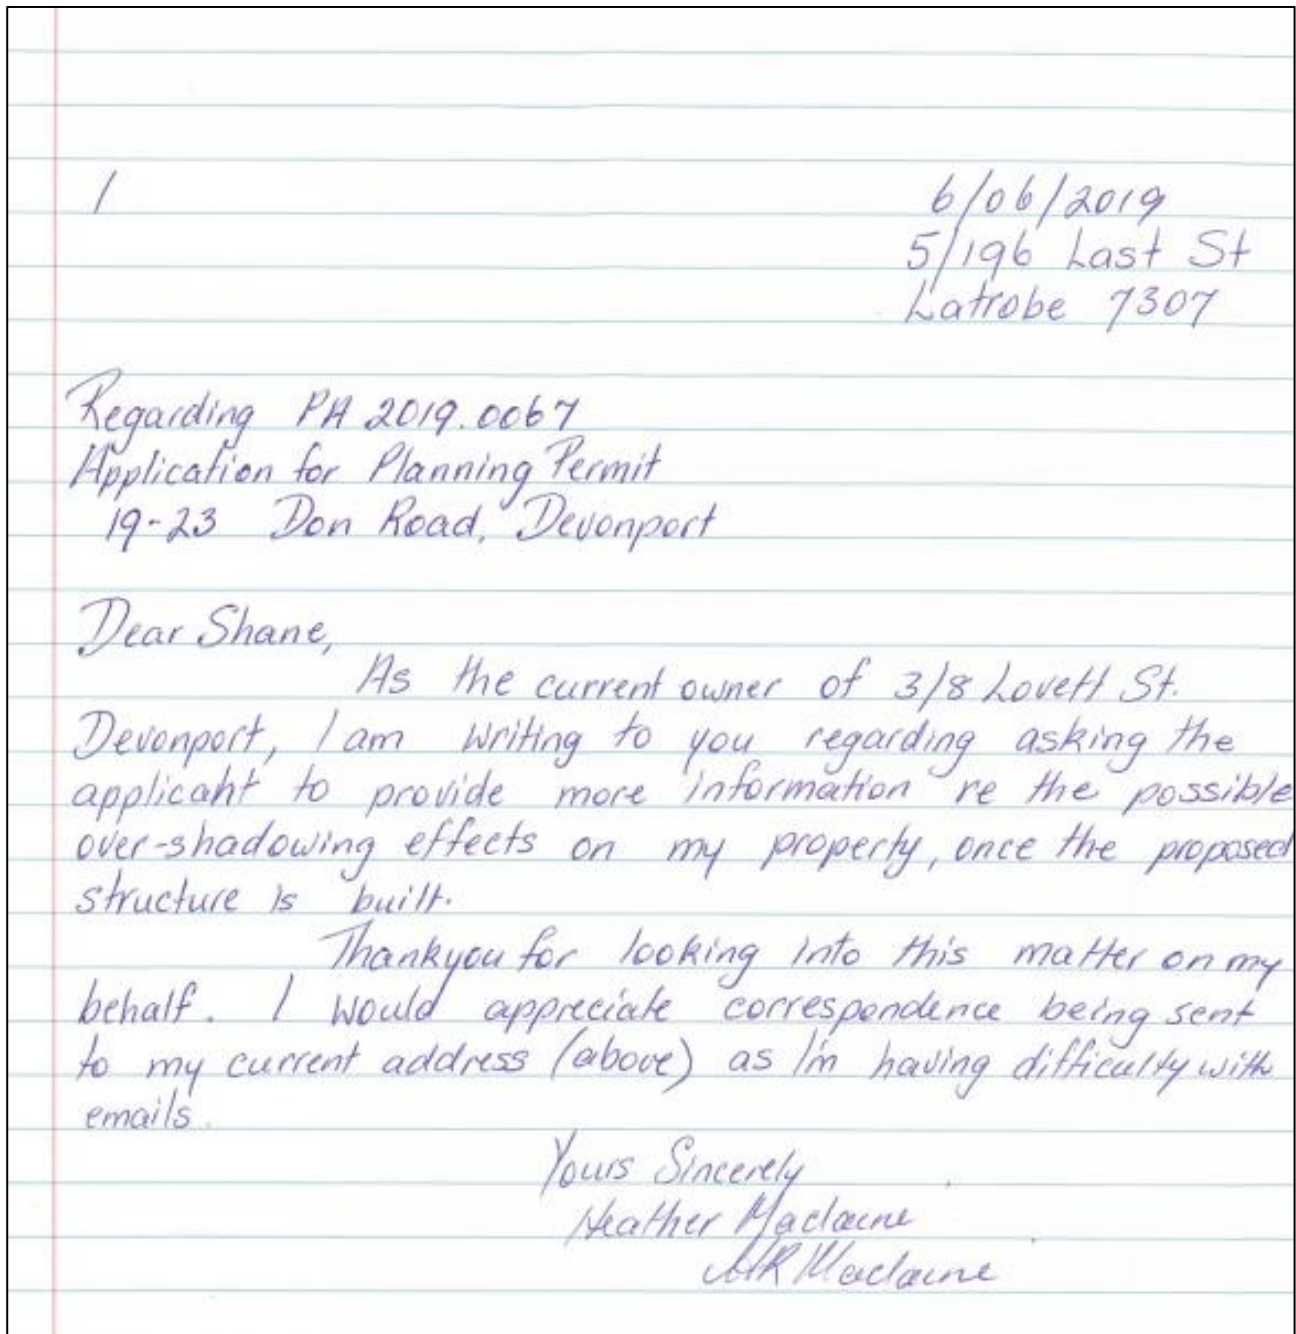 /
6/06/2019
5/196 Last St
Latrobe 7307
Regarding PA 2019.0067
Application for Planning Permit
19-23 Don Road, Devonport
Dear Shane,
As the current owner of 3/8 Lovett St.
Devonport, I am writing to you regarding asking the
applicant to provide more information re the possible
over-shadowing effects on my property, once the proposed
structure is built.
Thankyou for looking into this matter on my
behalf. I would appreciate correspondence being sent
to my current address (above) as I'm having difficulty with
emails.
Yours Sincerely
Heather Maclaine
HR Maclaine